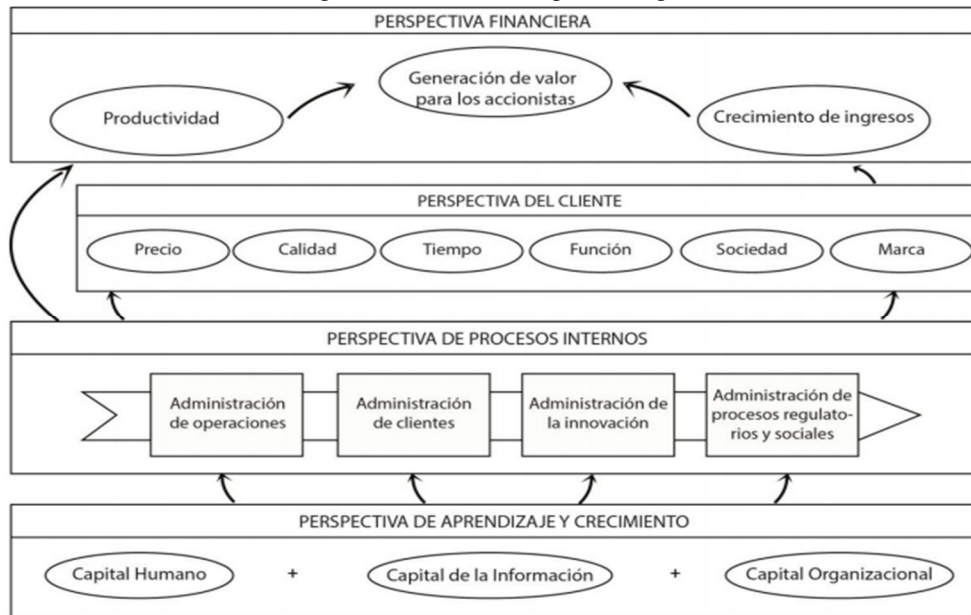 PERSPECTIVA FINANCIERA
Generación de valor
para los accionistas
Productividad
Crecimiento de ingresos
PERSPECTIVA DEL CLIENTE
Precio
Calidad
Tiempo
Función
Sociedad
Marca
PERSPECTIVA DE PROCESOS INTERNOS
Administración
de operaciones
Administración
de clientes
Administración de
la innovación
Administración de
procesos regulato-
rios y sociales
PERSPECTIVA DE APRENDIZAJE Y CRECIMIENTO
Capital Humano
+
Capital de la Información
+
Capital Organizacional